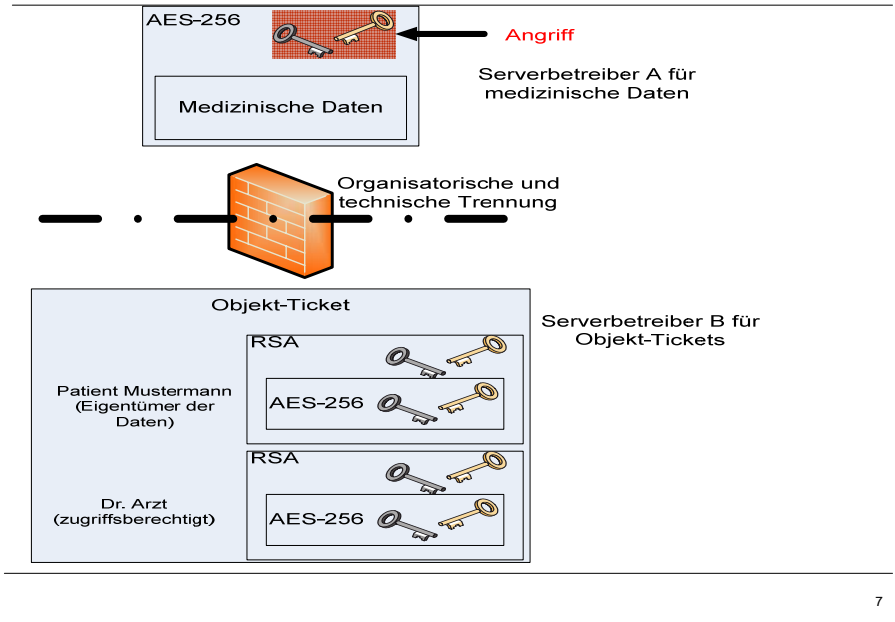 AES-256
Angriff
Serverbetreiber A für
medizinische Daten
Medizinische Daten
Organisatorische und
technische Trennung
Objekt-Ticket
Serverbetreiber B für
Objekt-Tickets
RSA
Patient Mustermann
(Eigentümer der
Daten)
AES-256
RSA
Dr. Arzt
(zugriffsberechtigt)
AES-256
7